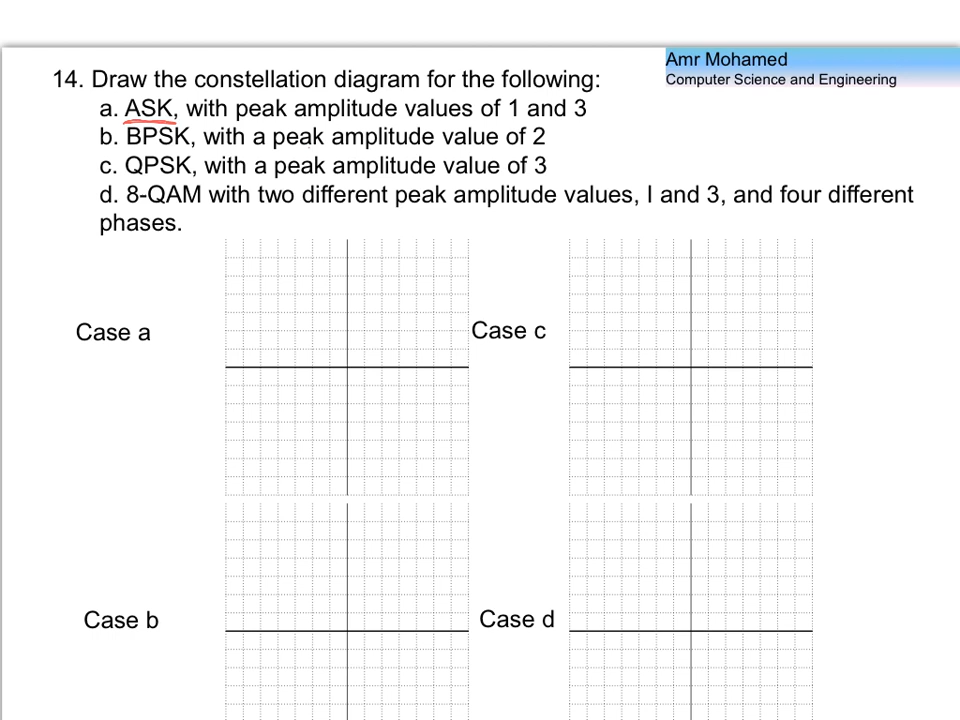 Amr Mohamed
Computer Science and Engineering
14. Draw the constellation diagram for the following:
a. ASK, with peak amplitude values of 1 and 3
b. BPSK, with a peak amplitude value of 2
c. QPSK, with a peak amplitude value of 3
d. 8-QAM with two different peak amplitude values, I and 3, and four different
phases.
Case a
Case c
Case b
Case d